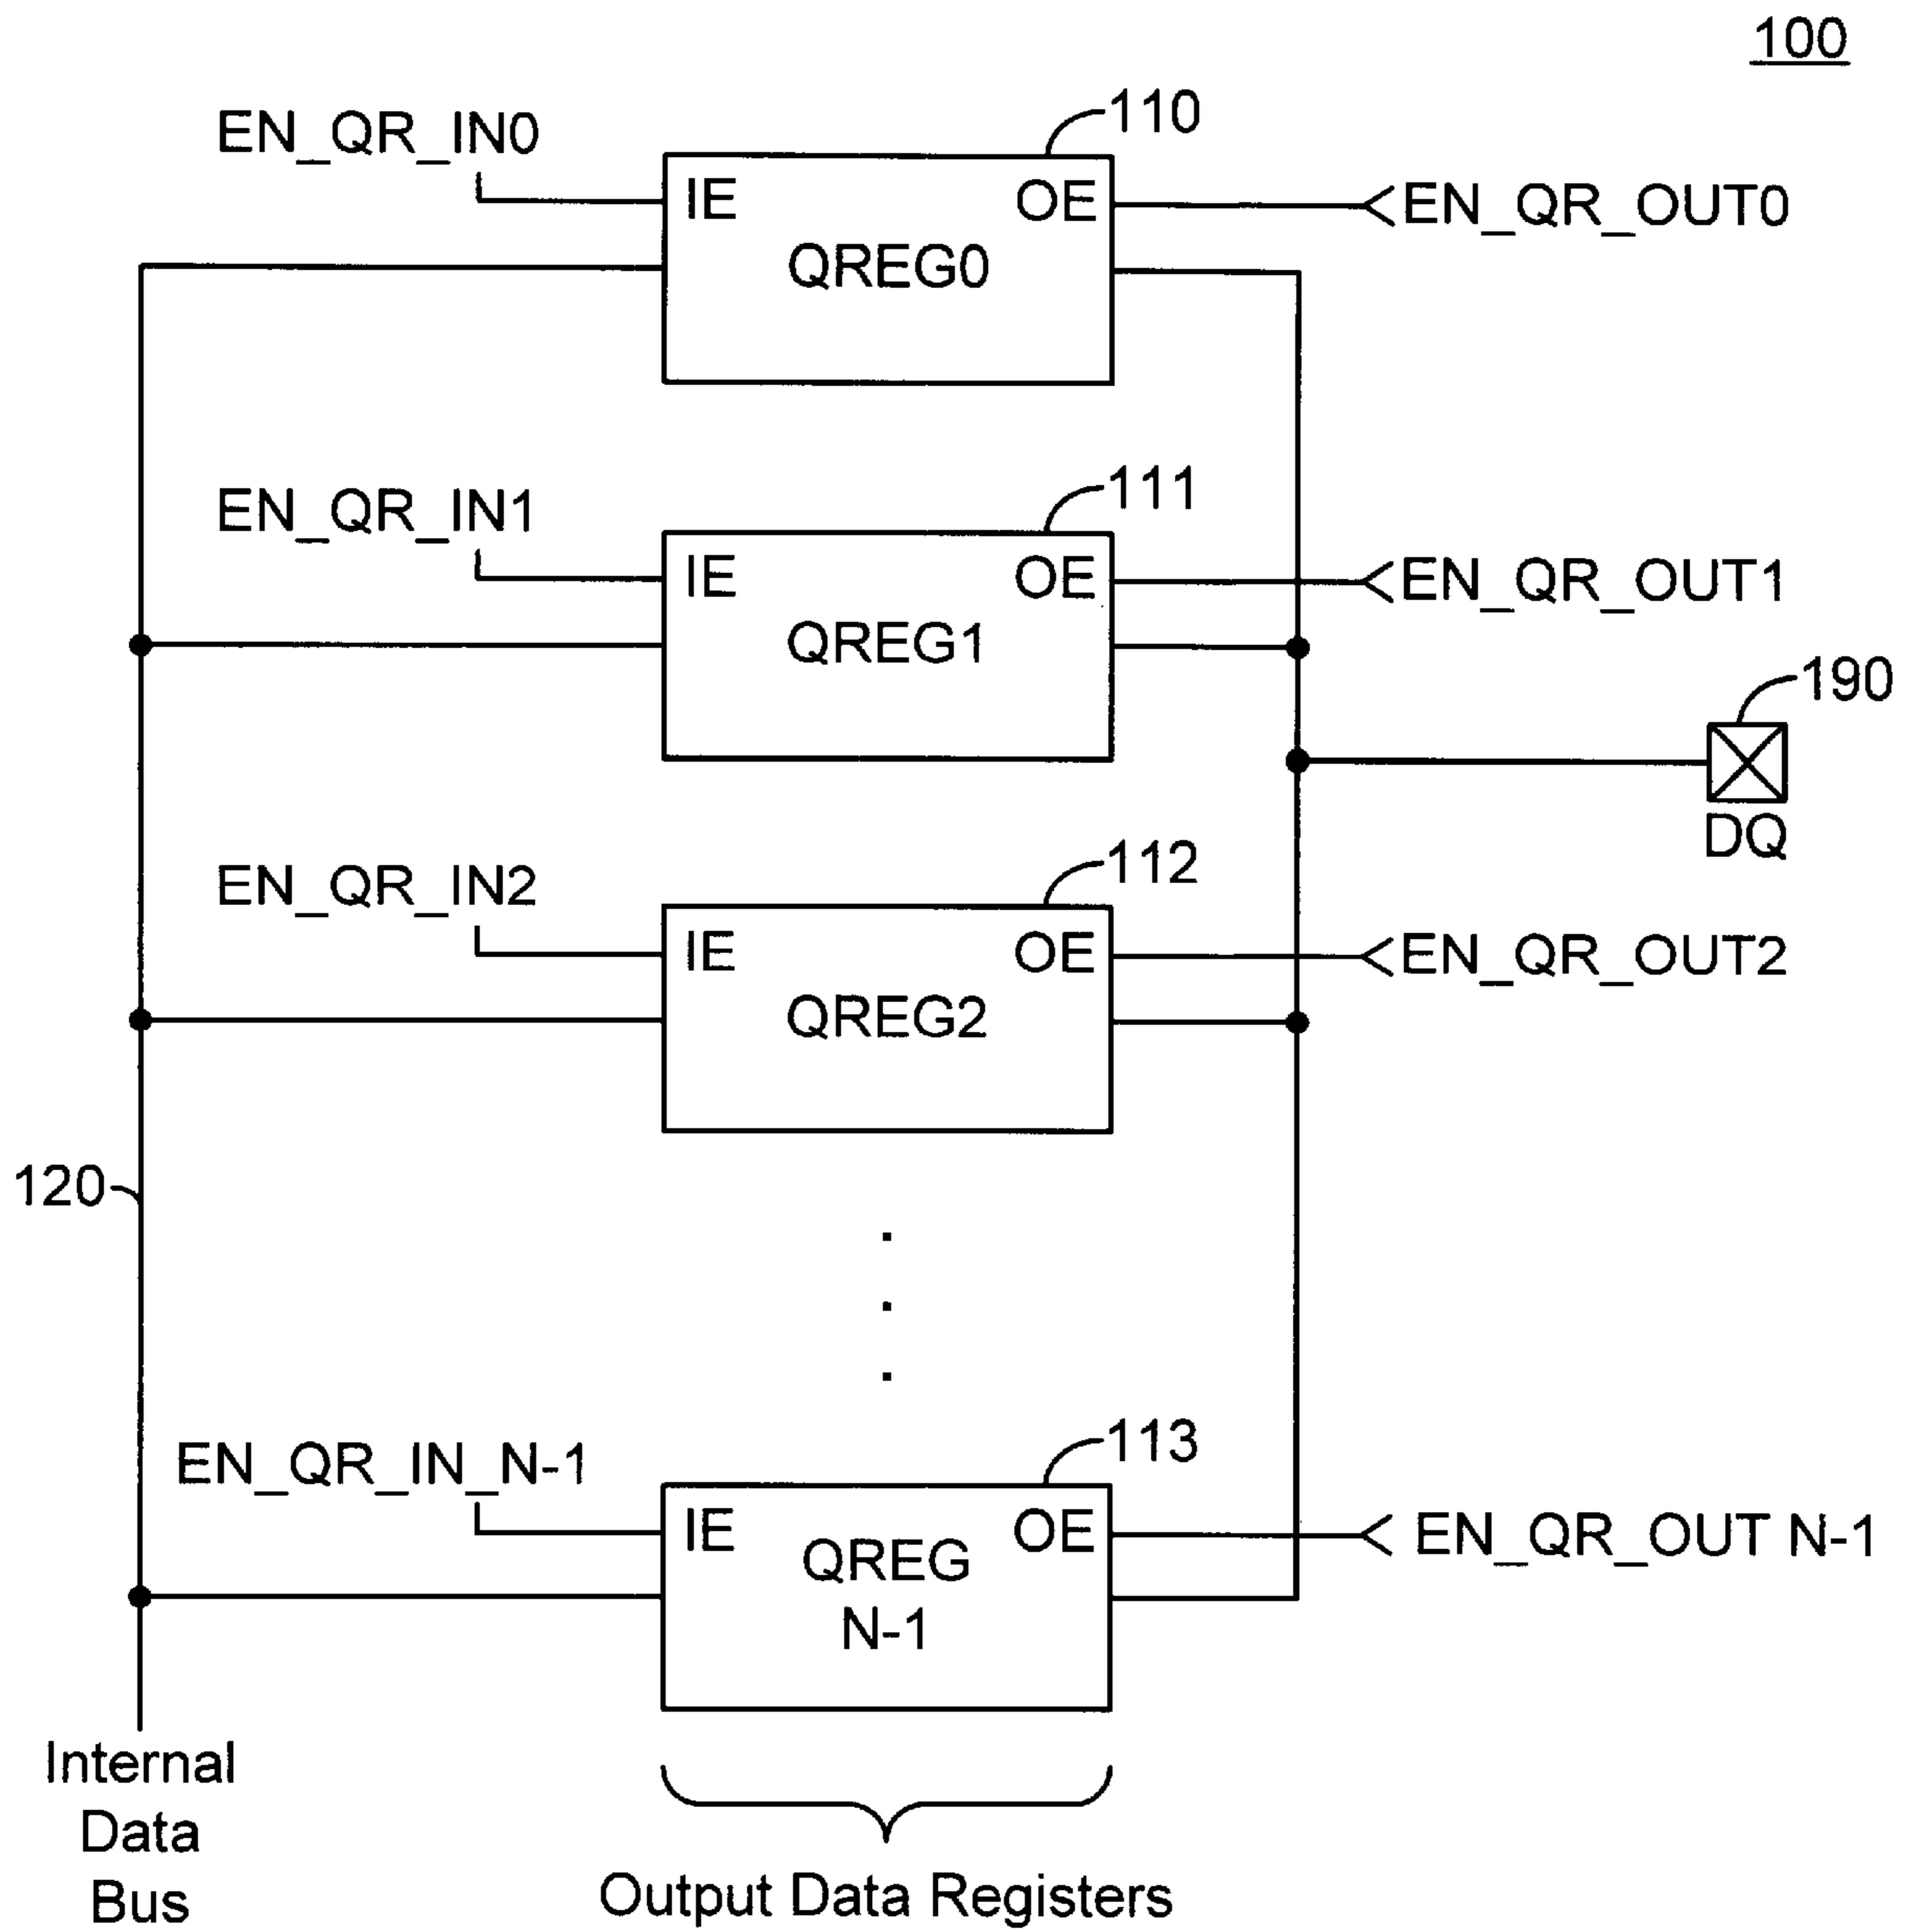 100
110
EN_QR_IN0
IE
OE
EN_QR_OUT0
QREG0
111
EN_QR_IN1
IE
OE
EN_QR_OUT1
QREG1
190
DQ
112
EN_QR_IN2
IE
OE
EN_QR_OUT2
QREG2
120
113
EN_QR_IN_N-1
IE
OE
EN_QR_OUT N-1
QREG
N-1
Internal
Data
Bus
Output Data Registers